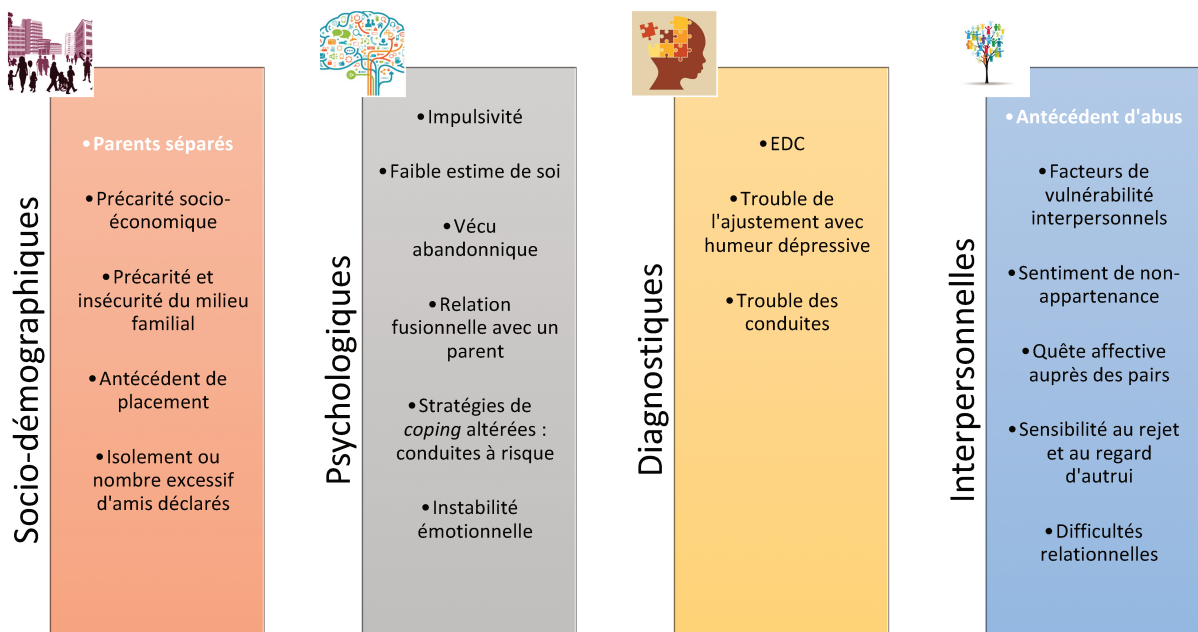 Socio-démographiques
•Parents séparés
•Précarité socio-
économique
•Précarité et
insécurité du milieu
familial
•Antécédent de
placement
•Isolement ou
nombre excessif
d'amis déclarés
Psychologiques
•Impulsivité
•Faible estime de soi
•Vécu
abandonnique
•Relation
fusionnelle avec un
parent
•Stratégies de
coping altérées :
conduites à risque
•Instabilité
émotionnelle
Diagnostiques
•EDC
•Trouble de
l'ajustement avec
humeur dépressive
•Trouble des
conduites
Interpersonnelles
•Antécédent d'abus
•Facteurs de
vulnérabilité
interpersonnels
•Sentiment de non-
appartenance
•Quête affective
auprès des pairs
•Sensibilité au rejet
et au regard
d'autrui
•Difficultés
relationnelles